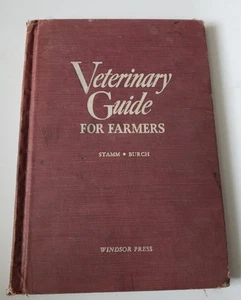 Veterinary
Guide
FOR FARMERS
STAMM • BURCH
WINDSOR PRESS